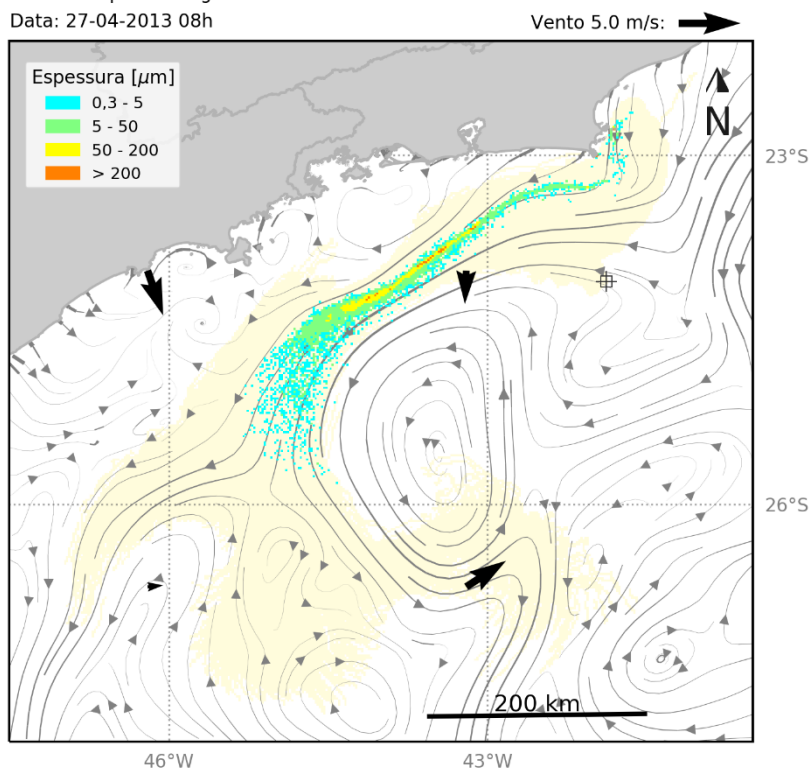 Data: 27-04-2013 08h
Vento 5.0 m/s:
Espessura [μm]
0,3 - 5
5 - 50
50 - 200
> 200
N
23°S
26°S
200 km
46°W
43°W